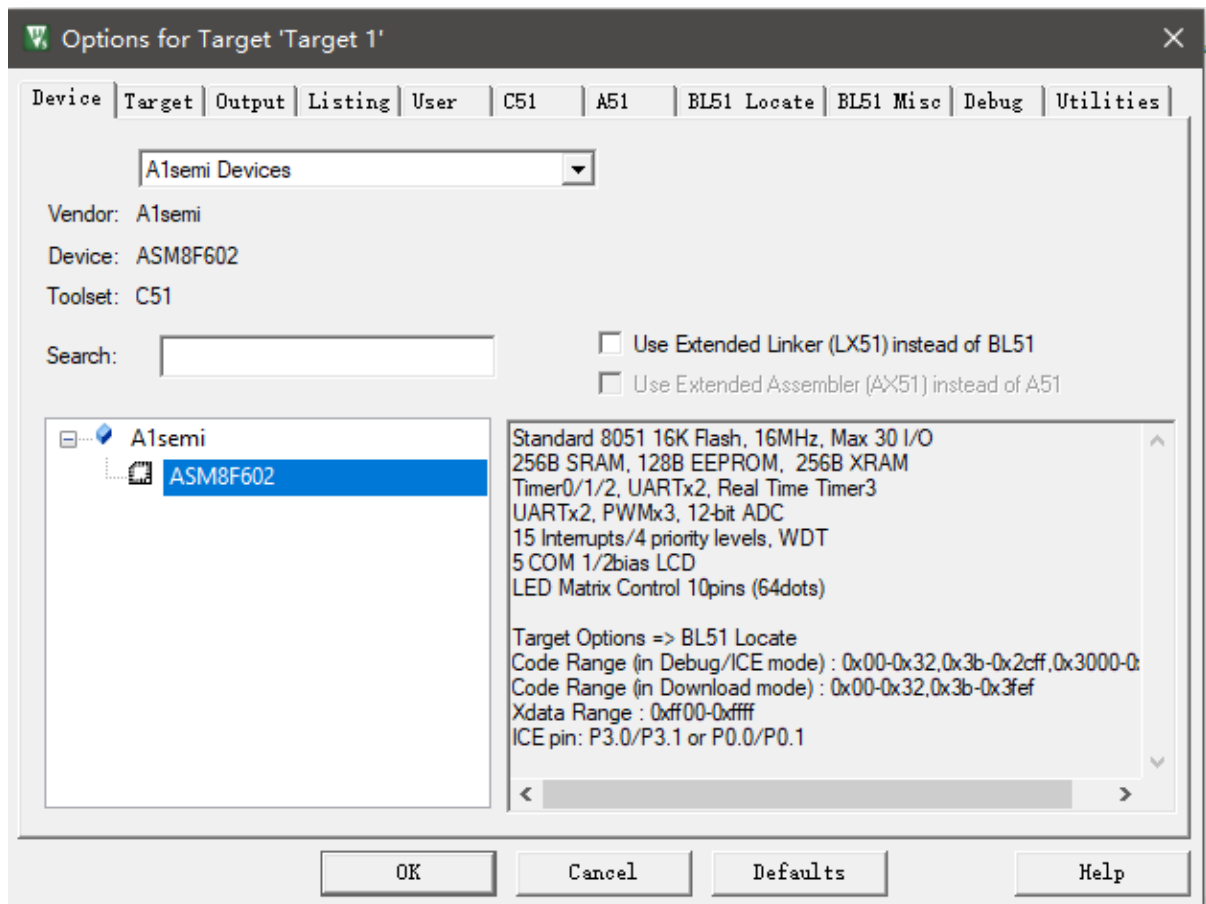 Options for Target 'Target 1'
Device Target Output Listing User C51 A51 BL51 Locate BL51 Misc Debug Utilities
A1semi Devices
Vendor: A1semi
Device: ASM8F602
Toolset: C51
Search:
Use Extended Linker (LX51) instead of BL51
Use Extended Assembler (AX51) instead of A51
A1semi
ASM8F602
Standard 8051 16K Flash, 16MHz, Max 30 I/O
256B SRAM, 128B EEPROM, 256B XRAM
Timer0/1/2, UARTx2, Real Time Timer3
UARTx2, PWMx3, 12-bit ADC
15 Interrupts/4 priority levels, WDT
5 COM 1/2bias LCD
LED Matrix Control 10pins (64dots)
Target Options => BL51 Locate
Code Range (in Debug/ICE mode) : 0x00-0x32,0x3b-0x2cff,0x3000-0
Code Range (in Download mode) : 0x00-0x32,0x3b-0x3fef
Xdata Range : 0xff00-0xffff
ICE pin: P3.0/P3.1 or P0.0/P0.1
OK Cancel Defaults Help